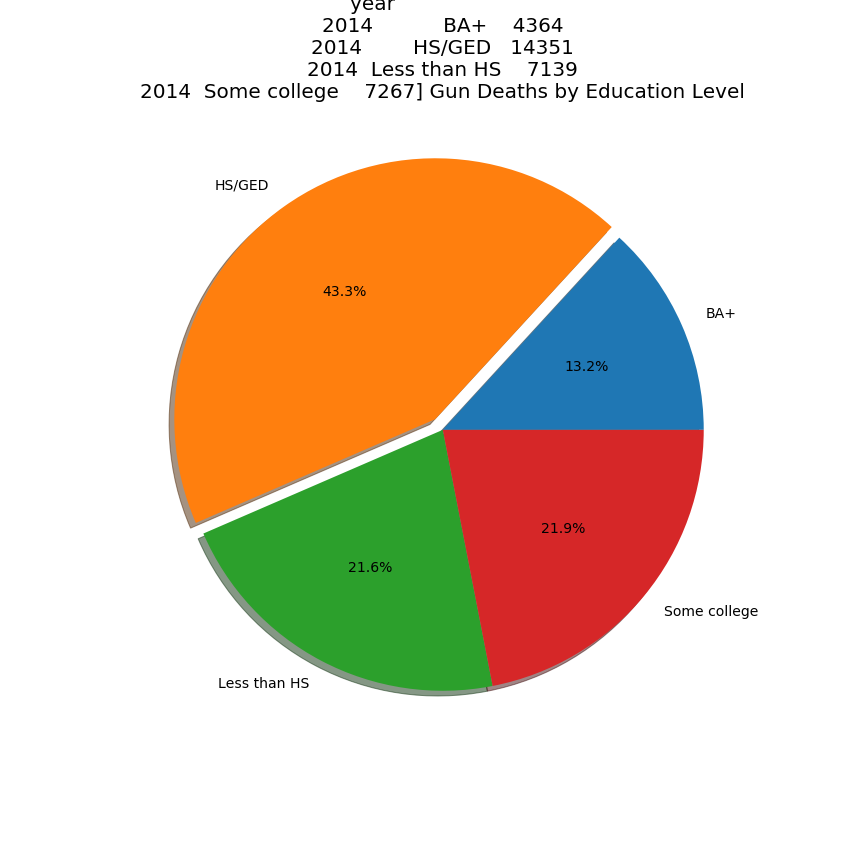 year
2014 BA+ 4364
2014 HS/GED 14351
2014 Less than HS 7139
2014 Some college 7267] Gun Deaths by Education Level
HS/GED
43.3%
BA+
13.2%
21.9%
21.6%
Some college
Less than HS